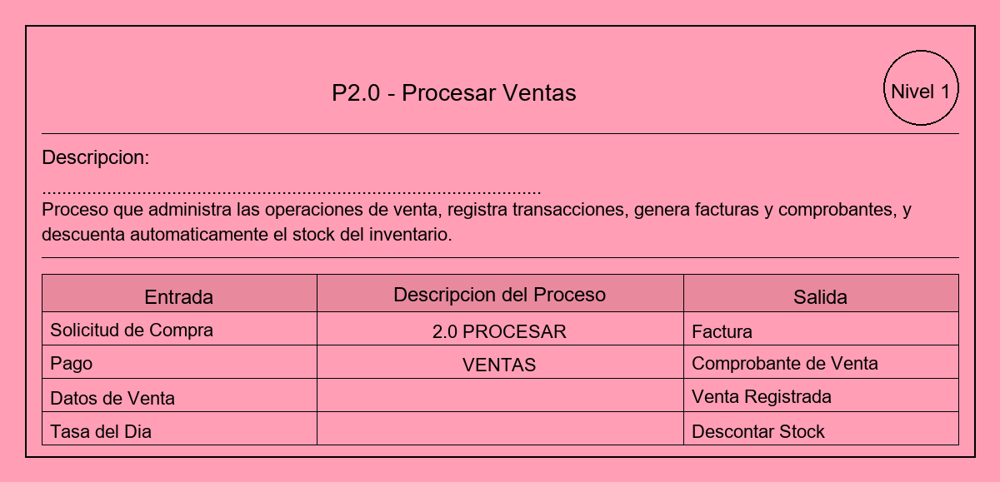 P2.0 - Procesar Ventas
Nivel 1
Descripcion:
....................................................................................................
Proceso que administra las operaciones de venta, registra transacciones, genera facturas y comprobantes, y
descuenta automaticamente el stock del inventario.
Entrada Descripcion del Proceso Salida
Solicitud de Compra 2.0 PROCESAR Factura
Pago VENTAS Comprobante de Venta
Datos de Venta Venta Registrada
Tasa del Dia Descontar Stock